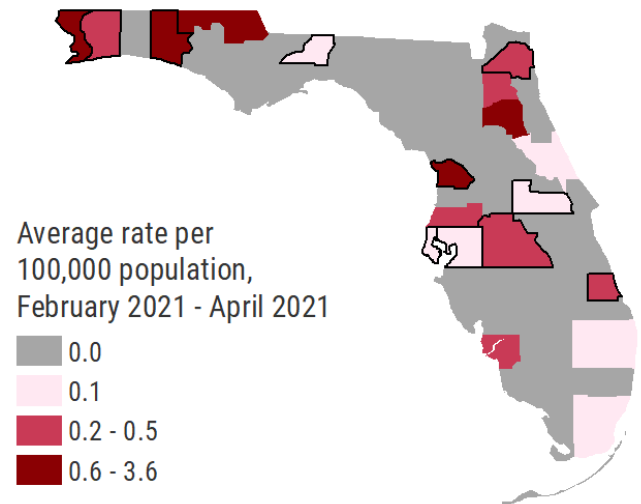 Average rate per
100,000 population,
February 2021 - April 2021
0.0
0.1
0.2 - 0.5
0.6 - 3.6